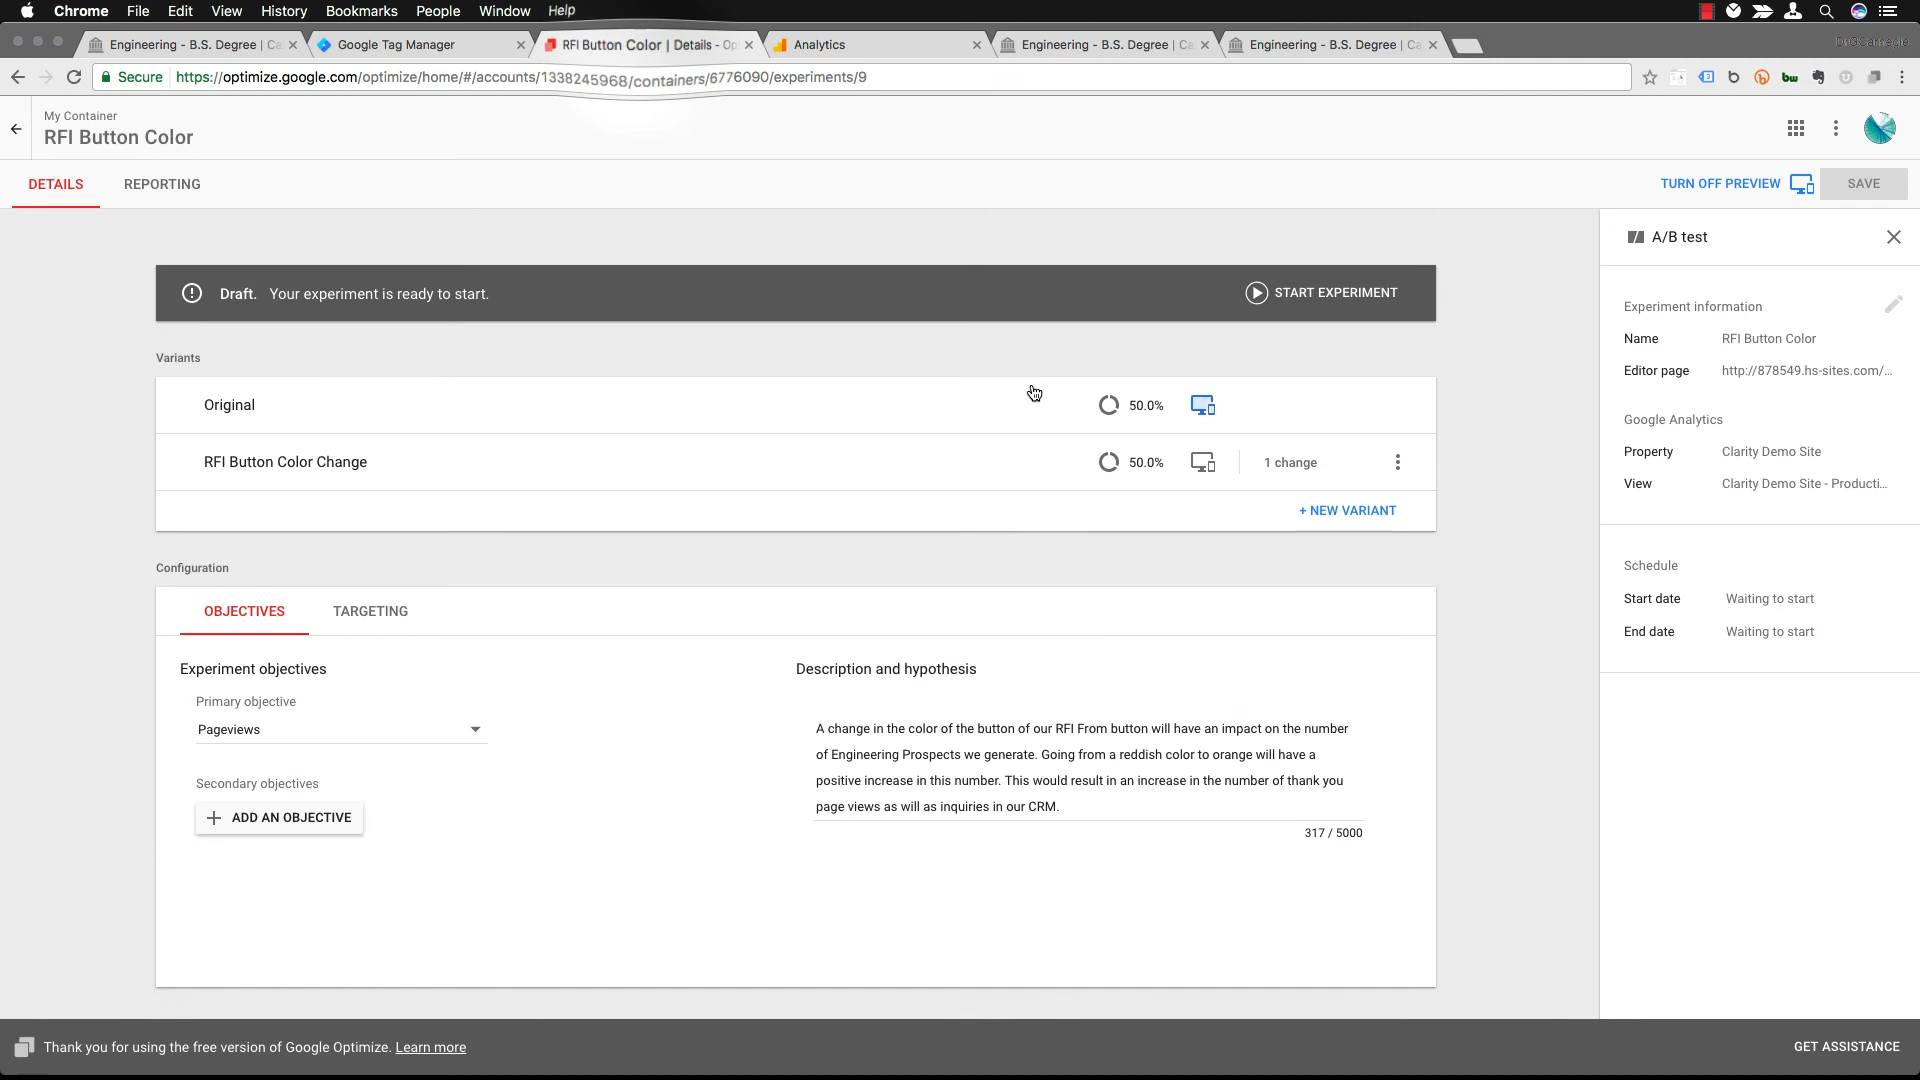 Chrome File Edit View History Bookmarks People Window Help
Engineering - B.S. Degree | Ca
Google Tag Manager
RFI Button Color | Details - Op
Analytics
Engineering - B.S. Degree | Ca
Engineering - B.S. Degree | Ca
Secure https://optimize.google.com/optimize/home/#/accounts/1338245968/containers/6776090/experiments/9
bw
My Container
RFI Button Color
DETAILS REPORTING
TURN OFF PREVIEW SAVE
A/B test
Draft. Your experiment is ready to start. START EXPERIMENT
Variants
Original 50.0%
RFI Button Color Change 50.0% 1 change
+ NEW VARIANT
Configuration
OBJECTIVES TARGETING
Experiment objectives
Primary objective
Pageviews
Secondary objectives
ADD AN OBJECTIVE
Description and hypothesis
A change in the color of the button of our RFI From button will have an impact on the number
of Engineering Prospects we generate. Going from a reddish color to orange will have a
positive increase in this number. This would result in an increase in the number of thank you
page views as will as inquiries in our CRM.
317 / 5000
Experiment information
Name RFI Button Color
Editor page http://878549.hs-sites.com/...
Google Analytics
Property Clarity Demo Site
View Clarity Demo Site - Producti...
Schedule
Start date Waiting to start
End date Waiting to start
Thank you for using the free version of Google Optimize. Learn more
GET ASSISTANCE